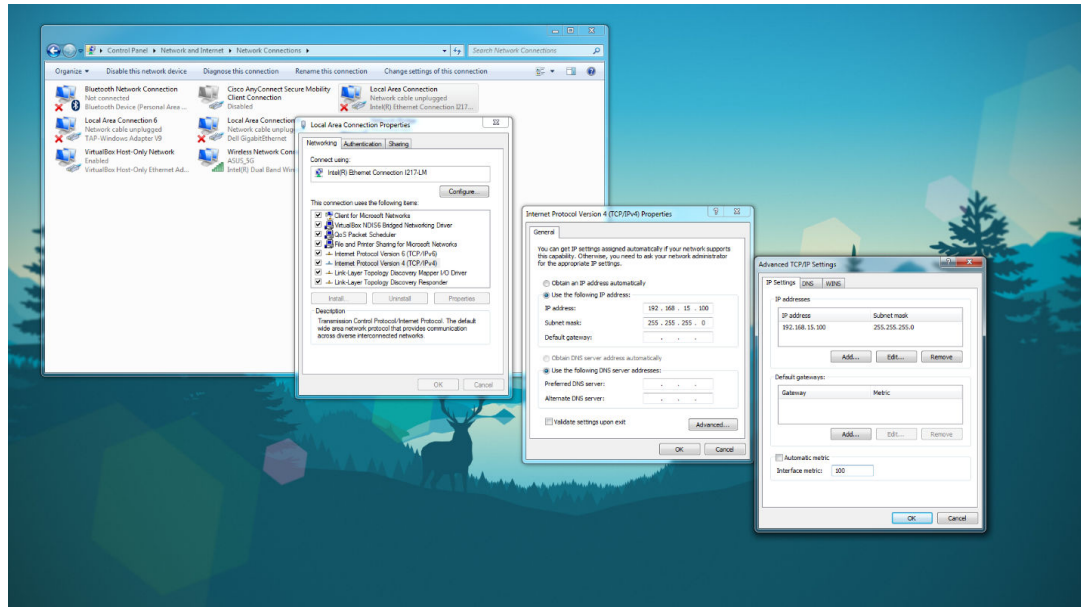 Control Panel ▸ Network and Internet ▸ Network Connections ▸
Search Network Connections
Organize
Disable this network device
Diagnose this connection
Rename this connection
Change settings of this connection
Bluetooth Network Connection
Not connected
Bluetooth Device (Personal Area ...
Cisco AnyConnect Secure Mobility
Client Connection
Disabled
Local Area Connection
Network cable unplugged
Intel(R) Ethernet Connection I217...
Local Area Connection 6
Network cable unplugged
TAP-Windows Adapter V9
Local Area Connection
Network cable unplug
Dell GigabitEthernet
VirtualBox Host-Only Network
Enabled
VirtualBox Host-Only Ethernet Ad...
Wireless Network Con
ASUS_5G
Intel(R) Dual Band Wire
Local Area Connection Properties
Networking
Authentication
Sharing
Connect using:
Intel(R) Ethernet Connection I217-LM
Configure...
This connection uses the following items:
Client for Microsoft Networks
VirtualBox NDIS6 Bridged Networking Driver
QoS Packet Scheduler
File and Printer Sharing for Microsoft Networks
Internet Protocol Version 6 (TCP/IPv6)
Internet Protocol Version 4 (TCP/IPv4)
Link-Layer Topology Discovery Mapper I/O Driver
Link-Layer Topology Discovery Responder
Install...
Uninstall
Properties
Description
Transmission Control Protocol/Internet Protocol. The default
wide area network protocol that provides communication
across diverse interconnected networks.
OK
Cancel
Internet Protocol Version 4 (TCP/IPv4) Properties
General
You can get IP settings assigned automatically if your network supports
this capability. Otherwise, you need to ask your network administrator
for the appropriate IP settings.
Obtain an IP address automatically
Use the following IP address:
IP address: 192 . 168 . 15 . 100
Subnet mask: 255 . 255 . 255 . 0
Default gateway: . . .
Obtain DNS server address automatically
Use the following DNS server addresses:
Preferred DNS server: . . .
Alternate DNS server: . . .
Validate settings upon exit
Advanced...
OK
Cancel
Advanced TCP/IP Settings
IP Settings
DNS
WINS
IP addresses
IP address Subnet mask
192.168.15.100 255.255.255.0
Add...
Edit...
Remove
Default gateways:
Gateway Metric
Add...
Edit...
Remove
Automatic metric
Interface metric: 100
OK
Cancel